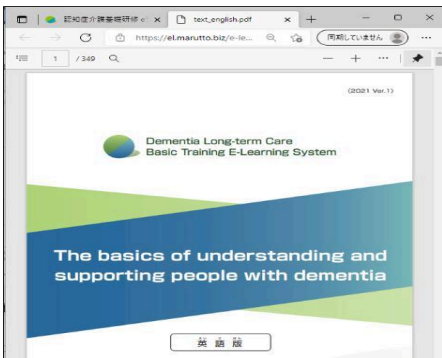 認知症介護基礎研修 e
text_english.pdf
https://el.marutto.biz/e-le...
同期していません
1 / 349
(2021 Ver.1)
Dementia Long-term Care
Basic Training E-Learning System
The basics of understanding and
supporting people with dementia
英語版